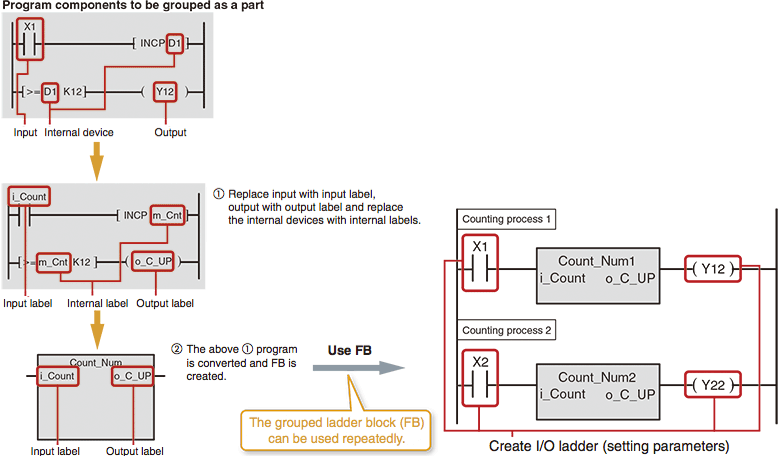 Program components to be grouped as a part
X1
[ INCP D1 ]
[ >= D1 K12 ] ( Y12 )
Input Internal device Output
i_Count
[ INCP m_Cnt ]
[ >= m_Cnt K12 ] ( o_C_UP )
Input label Internal label Output label
① Replace input with input label,
output with output label and replace
the internal devices with internal labels.
Count_Num
i_Count o_C_UP
Input label Output label
② The above ① program
is converted and FB is
created.
Use FB
The grouped ladder block (FB)
can be used repeatedly.
Counting process 1
X1
Count_Num1
i_Count o_C_UP
( Y12 )
Counting process 2
X2
Count_Num2
i_Count o_C_UP
( Y22 )
Create I/O ladder (setting parameters)